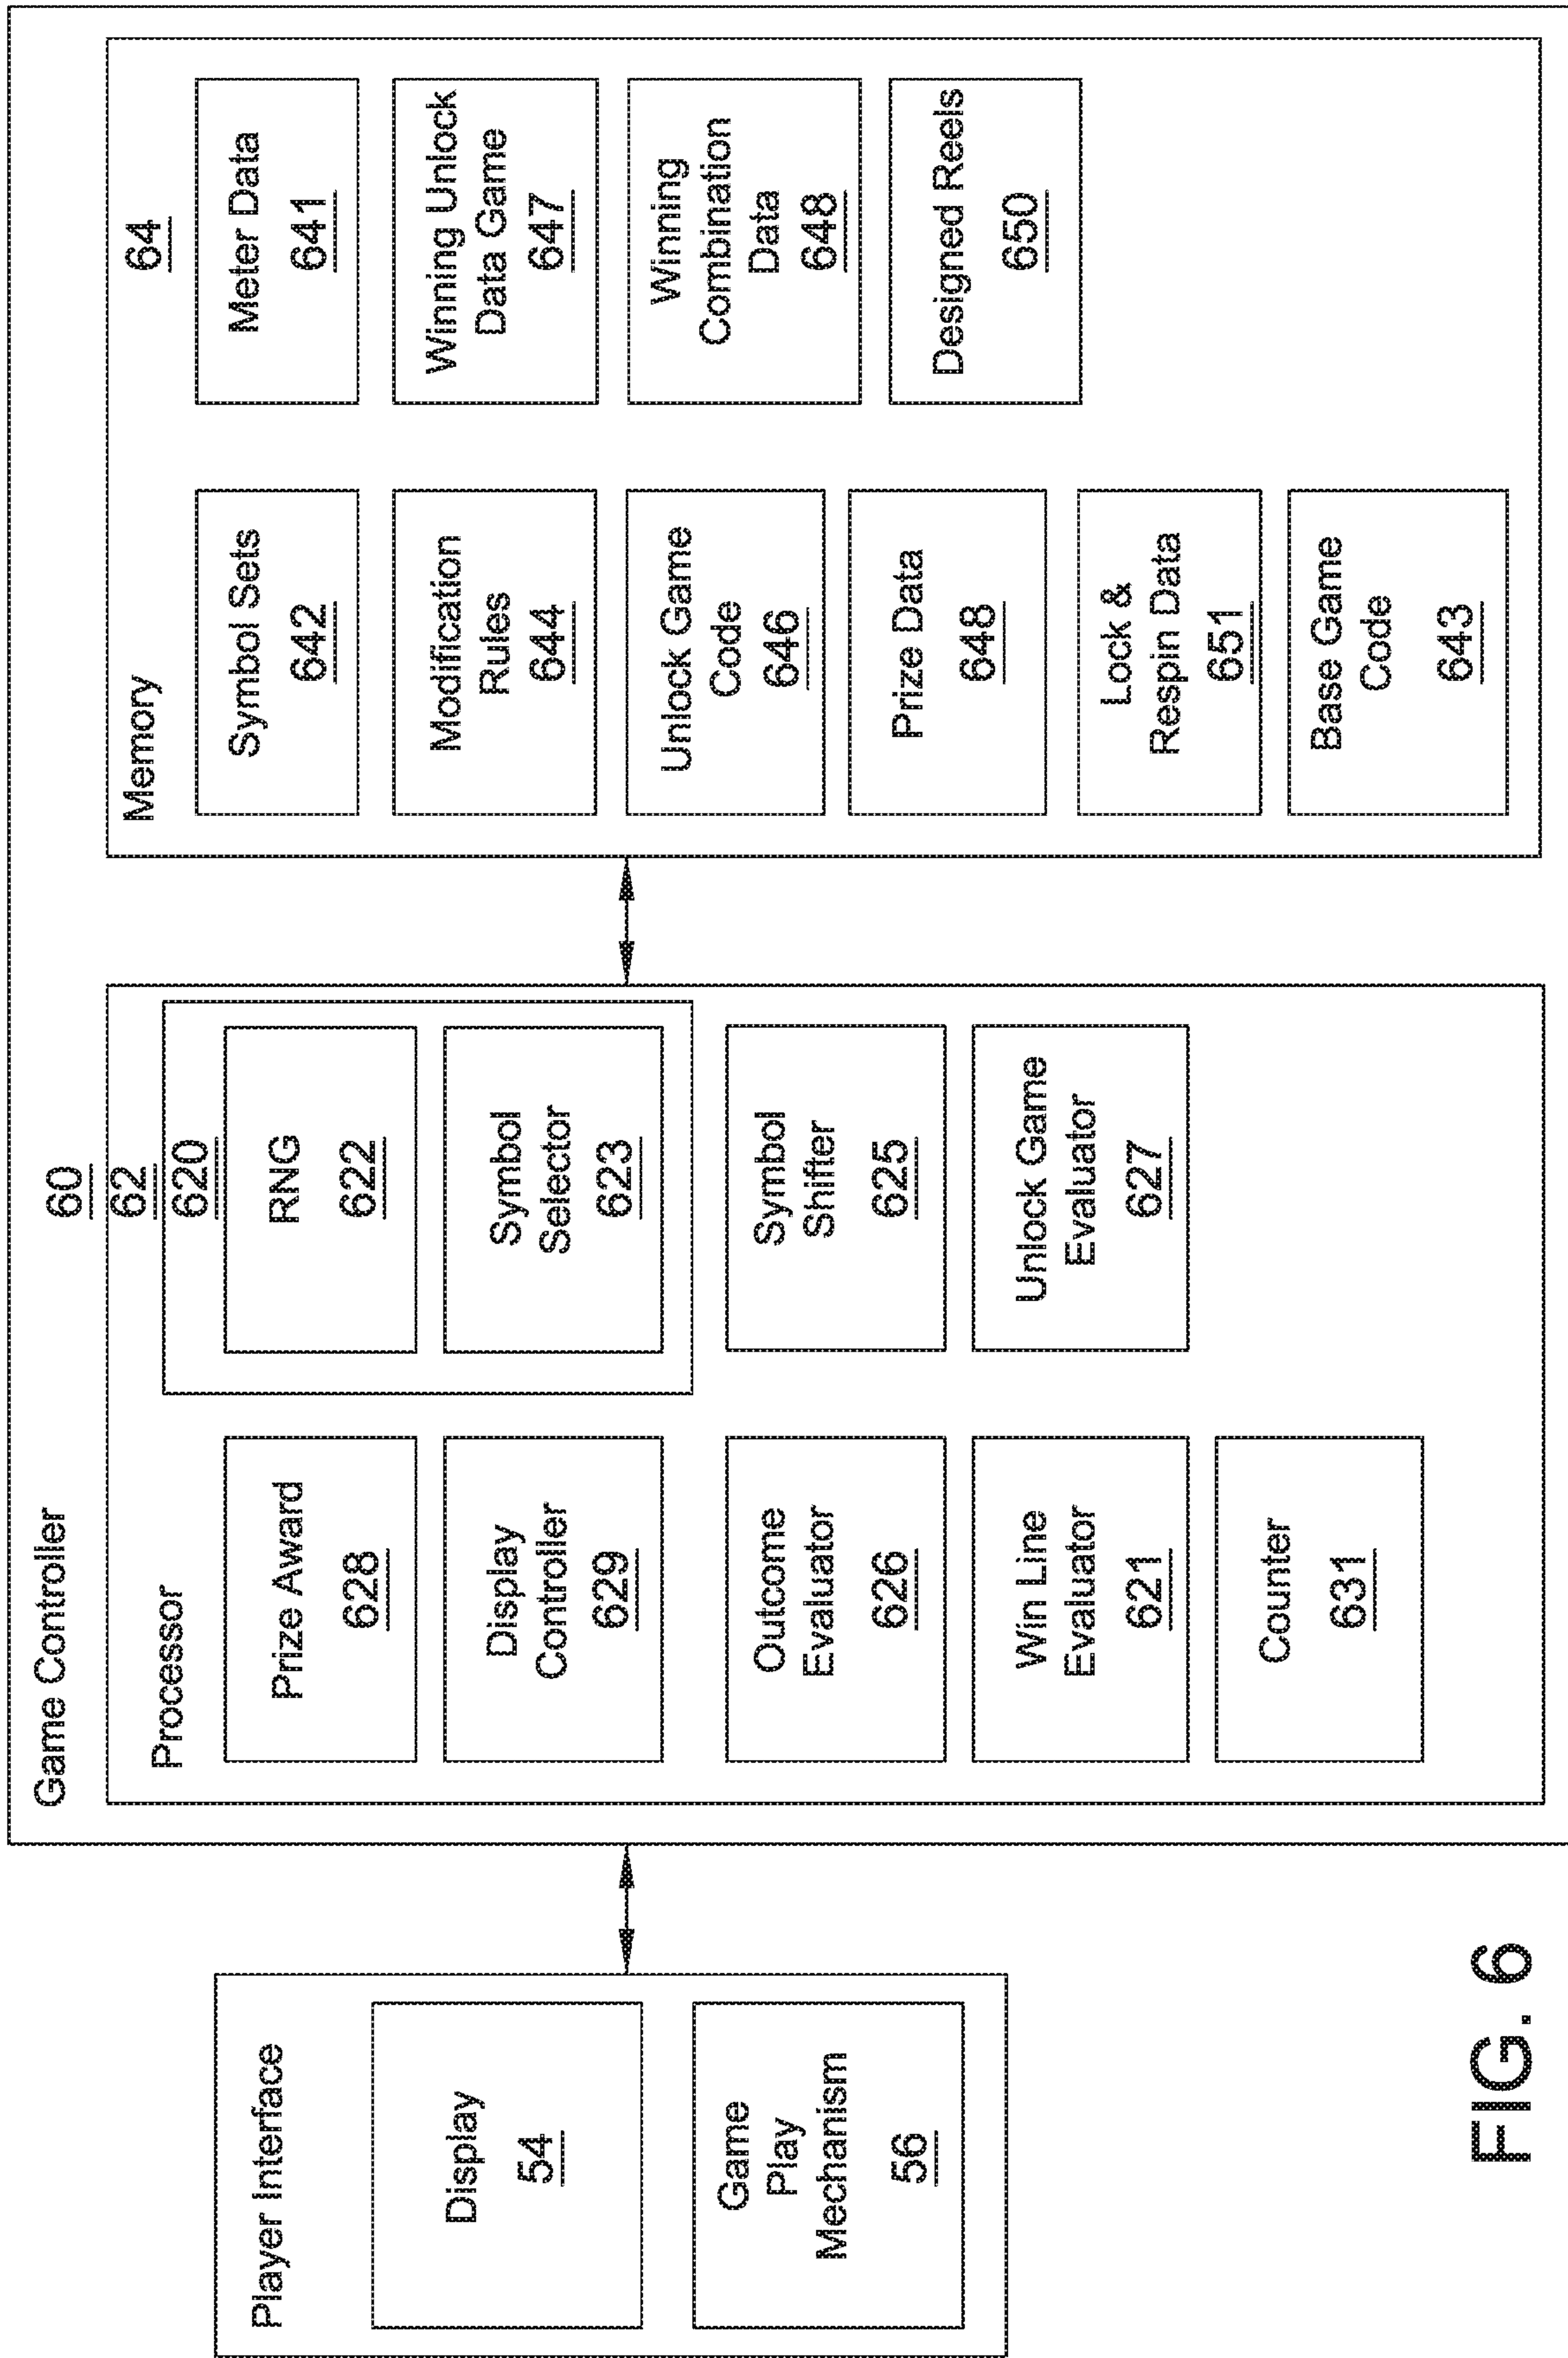 Player Interface
Display
54
Game
Play
Mechanism
56
Game Controller
60
Processor
62
620
Prize Award
628
RNG
622
Display
Controller
629
Symbol
Selector
623
Outcome
Evaluator
626
Symbol
Shifter
625
Win Line
Evaluator
621
Unlock Game
Evaluator
627
Counter
631
Memory
64
Symbol Sets
642
Meter Data
641
Modification
Rules
644
Winning Unlock
Data Game
647
Unlock Game
Code
646
Winning
Combination
Data
648
Prize Data
648
Designed Reels
650
Lock &
Respin Data
651
Base Game
Code
643
FIG. 6